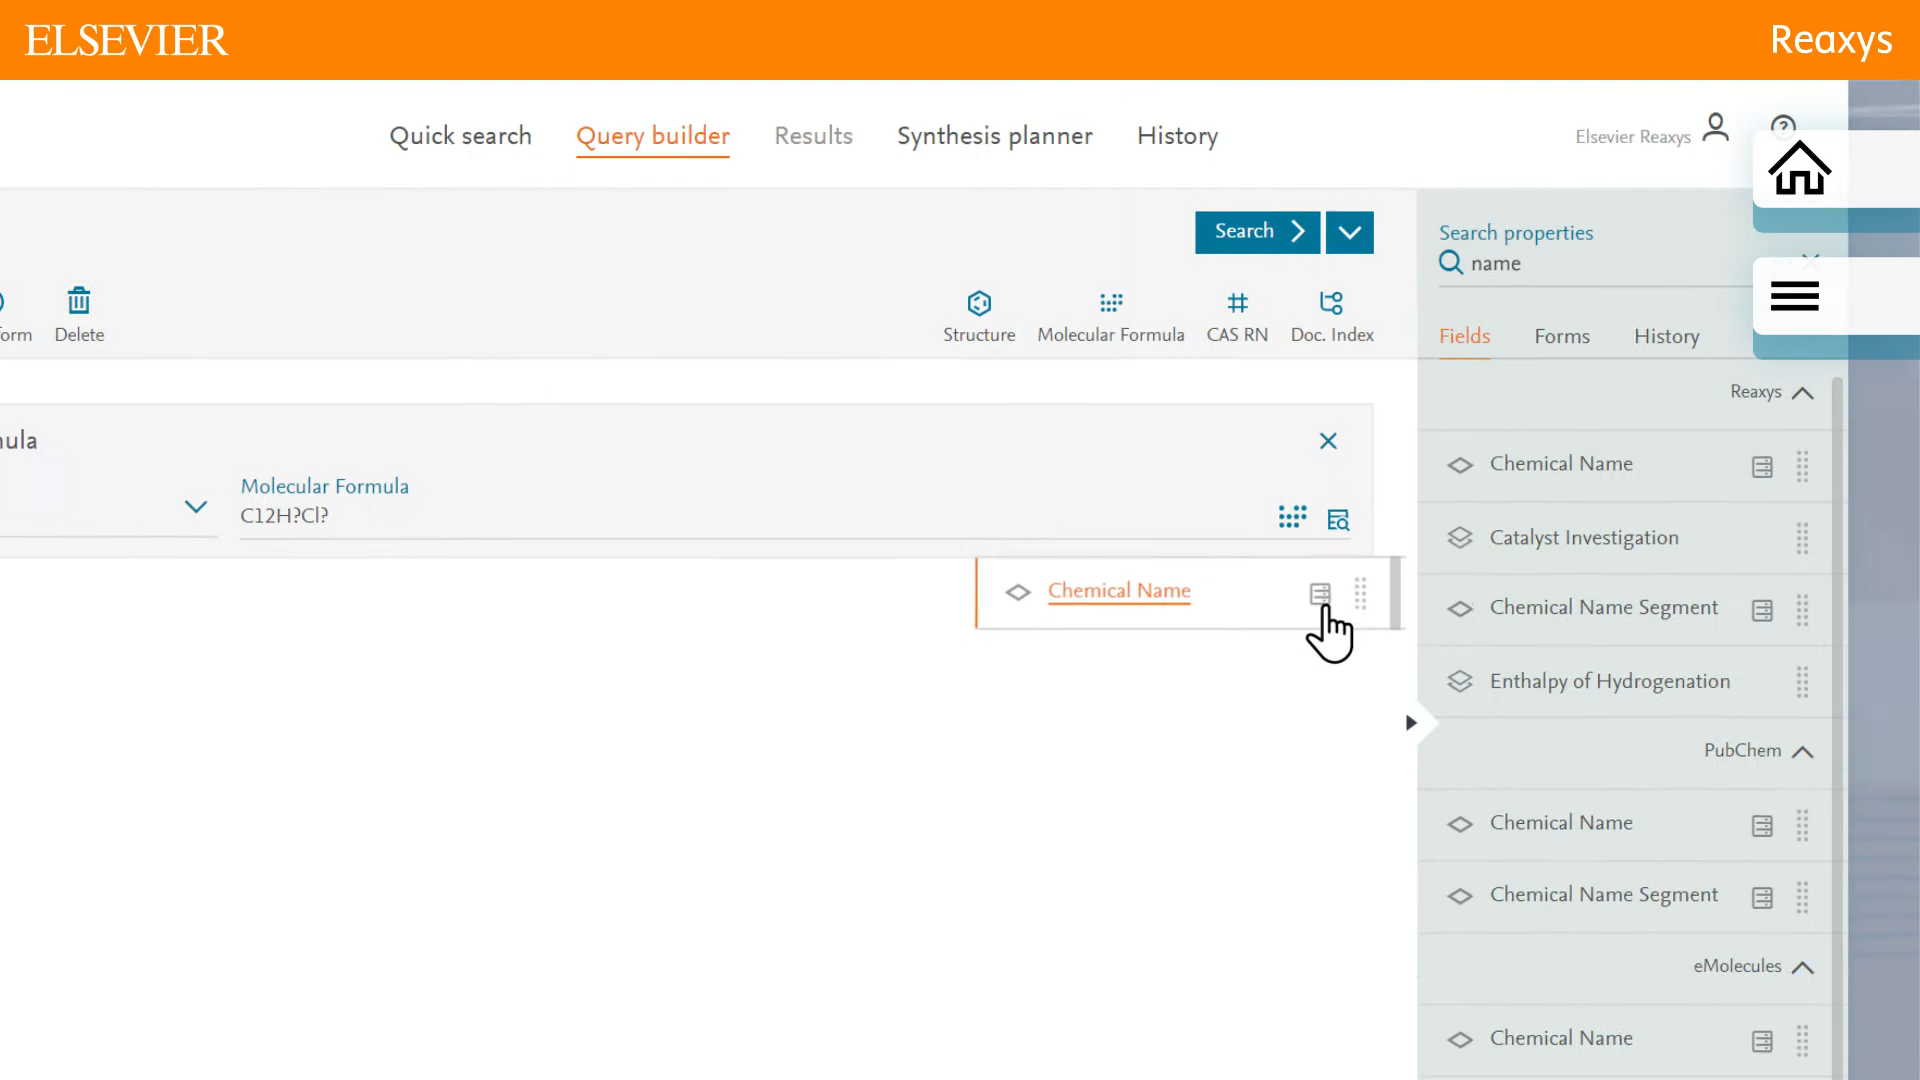 ELSEVIER
Reaxys
Quick search
Query builder
Results
Synthesis planner
History
Elsevier Reaxys
?
Search
orm
Delete
Structure
Molecular Formula
CAS RN
Doc. Index
nula
Molecular Formula
C12H?Cl?
Chemical Name
Search properties
name
Fields
Forms
History
Reaxys
Chemical Name
Catalyst Investigation
Chemical Name Segment
Enthalpy of Hydrogenation
PubChem
Chemical Name
Chemical Name Segment
eMolecules
Chemical Name